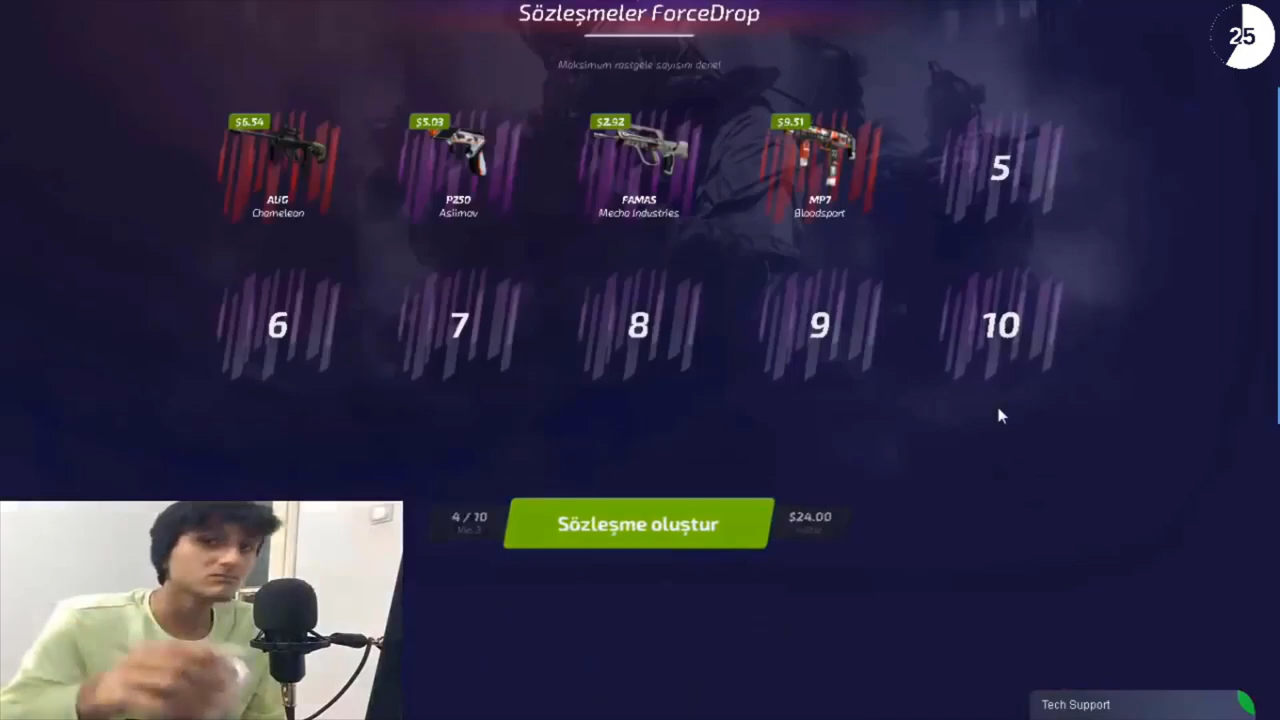 Sözleşmeler ForceDrop
25
Maksimum rastgele sayısını dene!
$6.54
$5.03
$2.92
$9.51
5
AUG
Chameleon
P250
Asiimov
FAMAS
Mecha Industries
MP7
Bloodsport
6
7
8
9
10
4 / 10
Sözleşme oluştur
$24.00
Tech Support